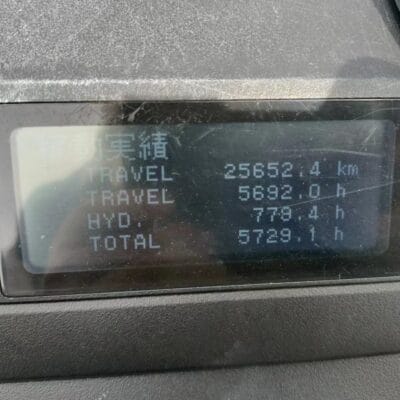 実績
TRAVEL 25652.4 km
TRAVEL 5692.0 h
HYD. 779.4 h
TOTAL 5729.1 h